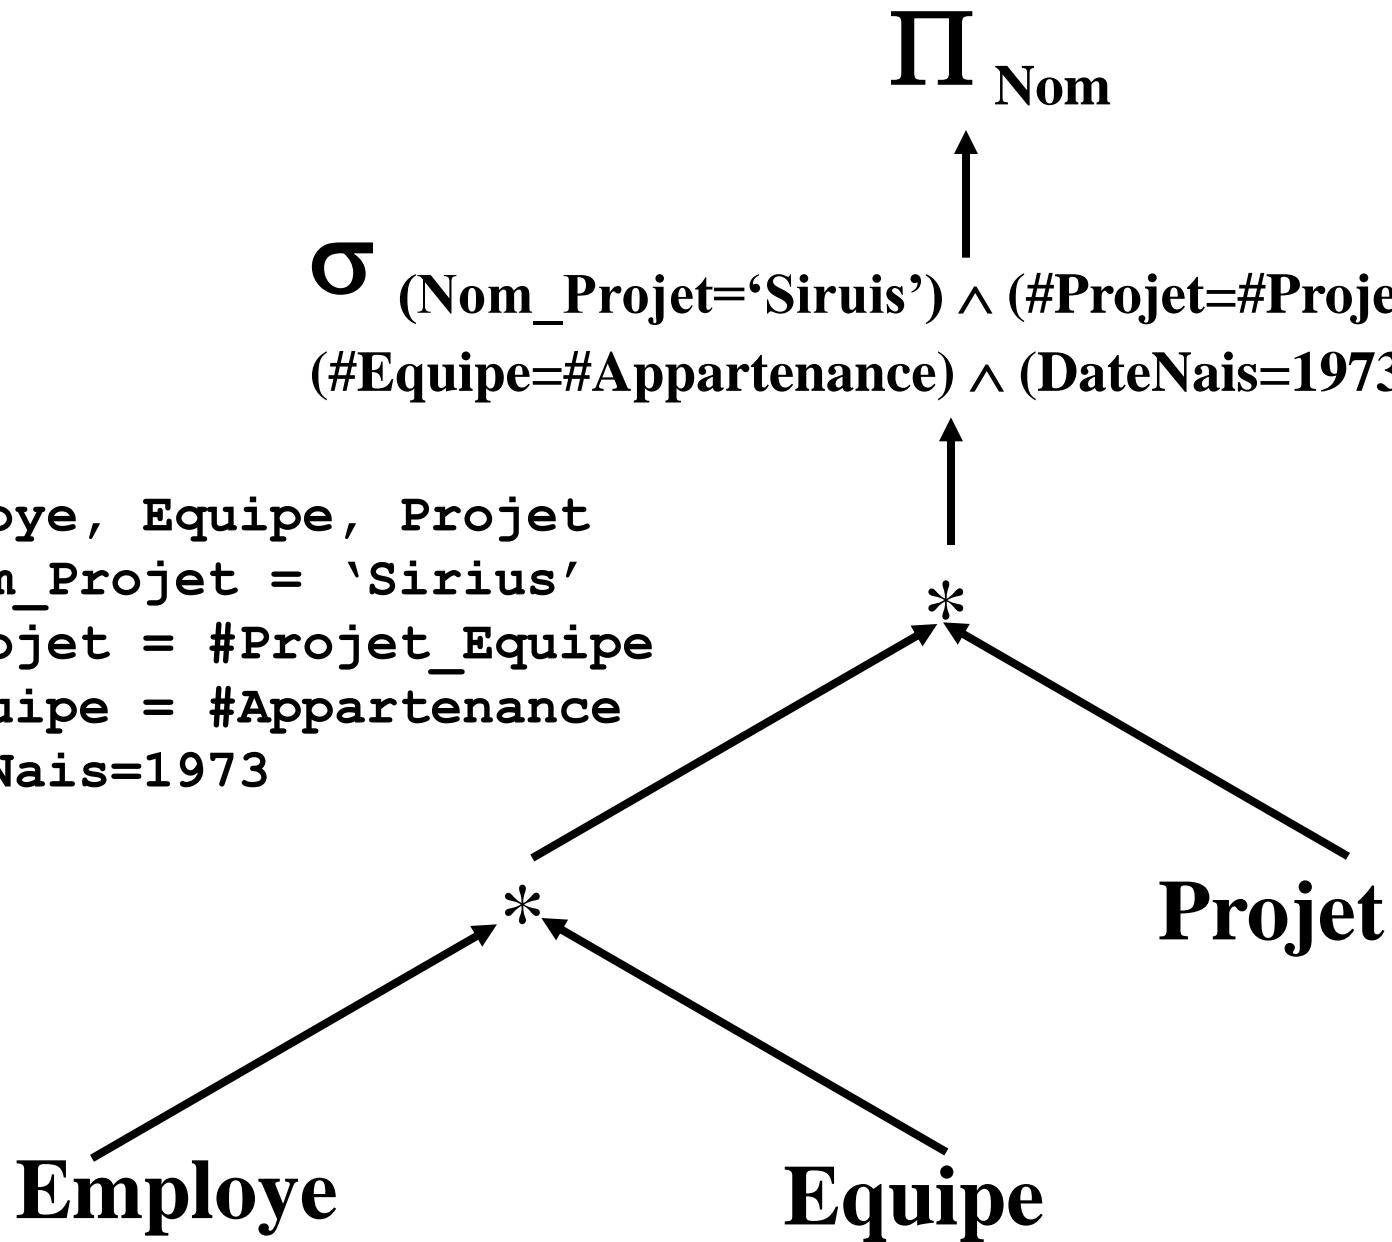 Π Nom
σ (Nom_Projet=‘Siruis’) ∧ (#Projet=#Proje
(#Equipe=#Appartenance) ∧ (DateNais=1973
oye, Equipe, Projet
m_Projet = ‘Sirius’
ojet = #Projet_Equipe
uipe = #Appartenance
Nais=1973
*
*
Projet
Employe
Equipe